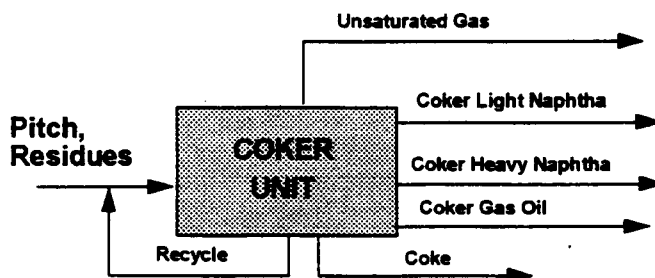 Unsaturated Gas
Coker Light Naphtha
Pitch,
Residues
COKER
UNIT
Coker Heavy Naphtha
Coker Gas Oil
Recycle
Coke